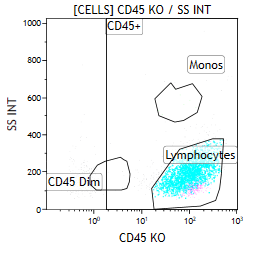 [CELLS] CD45 KO / SS INT
CD45+
1000
800
600
400
200
0
SS INT
Monos
Lymphocytes
CD45 Dim
10⁰ 10¹ 10² 10³
CD45 KO